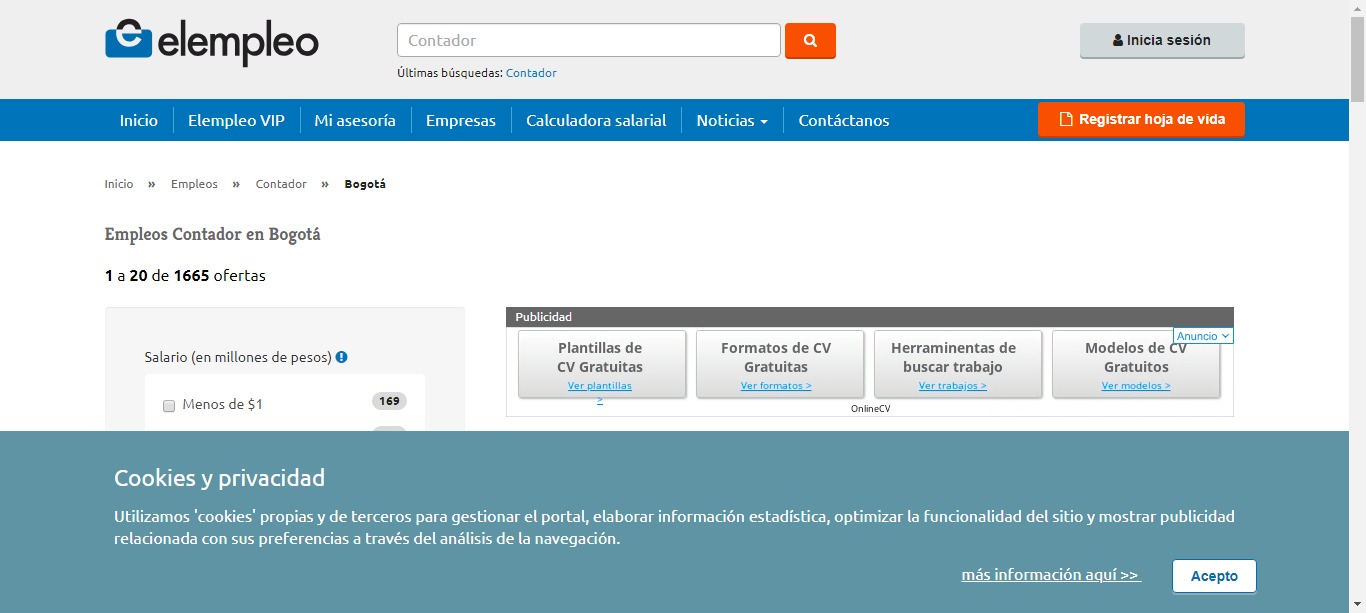 elempleo
Contador
Inicia sesión
Últimas búsquedas: Contador
Inicio
Elempleo VIP
Mi asesoría
Empresas
Calculadora salarial
Noticias
Contáctanos
Registrar hoja de vida
Inicio » Empleos » Contador » Bogotá
Empleos Contador en Bogotá
1 a 20 de 1665 ofertas
Salario (en millones de pesos)
Menos de $1 169
Publicidad
Anuncio
Plantillas de
CV Gratuitas
Ver plantillas
>
Formatos de CV
Gratuitas
Ver formatos >
Herraminentas de
buscar trabajo
Ver trabajos >
Modelos de CV
Gratuitos
Ver modelos >
OnlineCV
Cookies y privacidad
Utilizamos 'cookies' propias y de terceros para gestionar el portal, elaborar información estadística, optimizar la funcionalidad del sitio y mostrar publicidad
relacionada con sus preferencias a través del análisis de la navegación.
más información aquí >>
Acepto